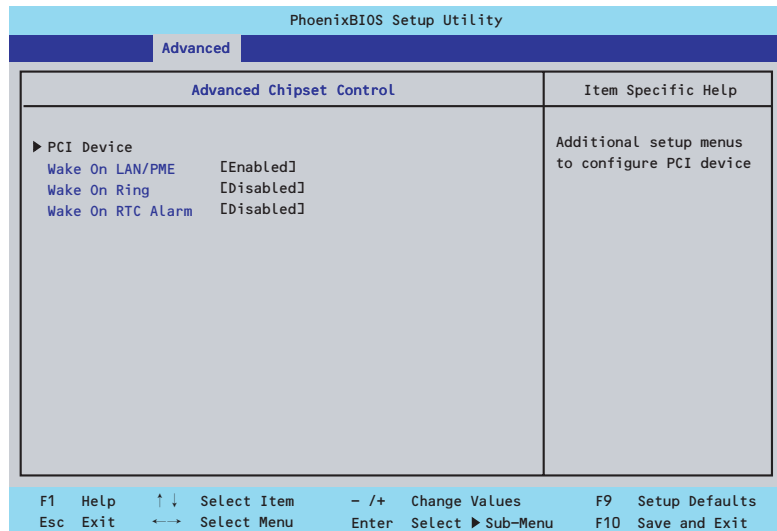 PhoenixBIOS Setup Utility
Advanced
Advanced Chipset Control
Item Specific Help
▶ PCI Device
Wake On LAN/PME [Enabled]
Wake On Ring [Disabled]
Wake On RTC Alarm [Disabled]
Additional setup menus
to configure PCI device
F1 Help ↑↓ Select Item – /+ Change Values F9 Setup Defaults
Esc Exit ←→ Select Menu Enter Select ▶ Sub-Menu F10 Save and Exit